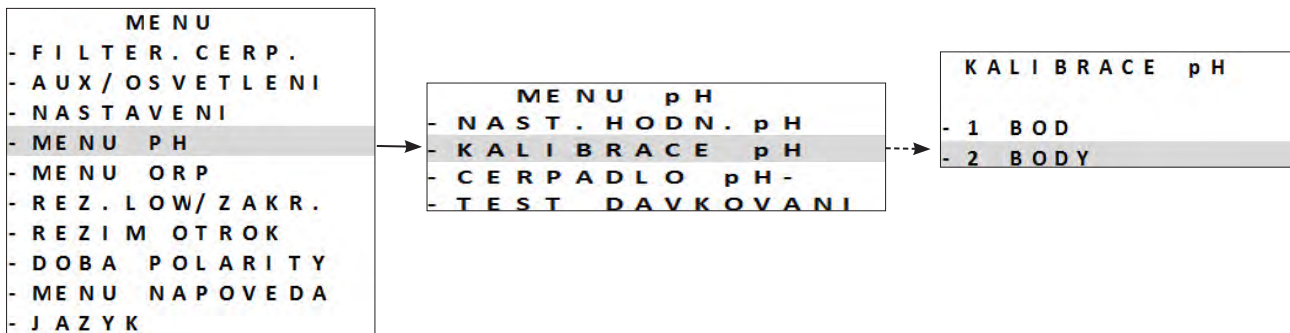 MENU
- FILTER. CERP.
- AUX/OSVETLENI
- NASTAVENI
- MENU PH
- MENU ORP
- REZ. LOW/ZAKR.
- REZIM OTROK
- DOBA POLARITY
- MENU NAPOVEDA
- JAZYK
MENU pH
- NAST. HODN. pH
- KALIBRACE pH
- CERPADLO pH-
- TEST DAVKOVANI
KALIBRACE pH
- 1 BOD
- 2 BODY